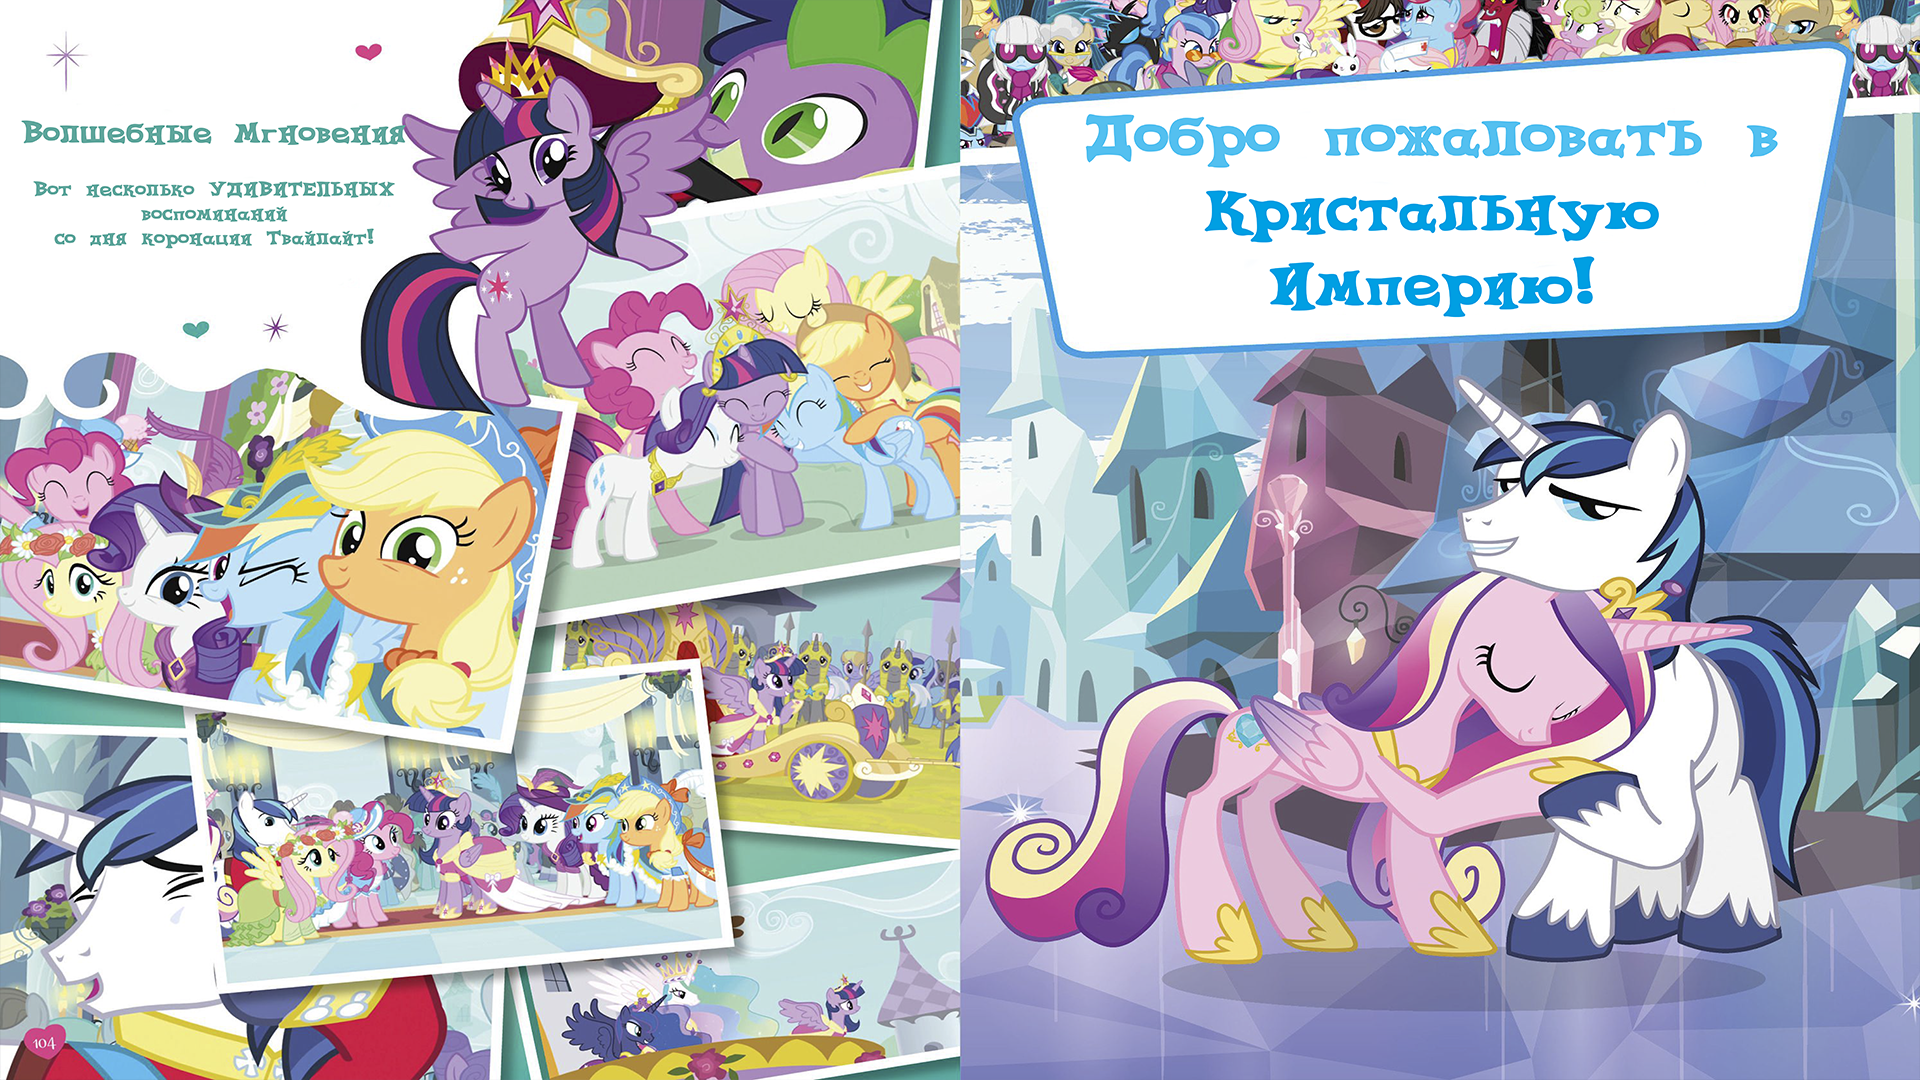 Волшебные Мгновения
Вот несколько УДИВИТЕЛЬНЫХ
воспоминаний
со дня коронации Твайлайт!
104
Добро пожаловать в
Кристальную
Империю!